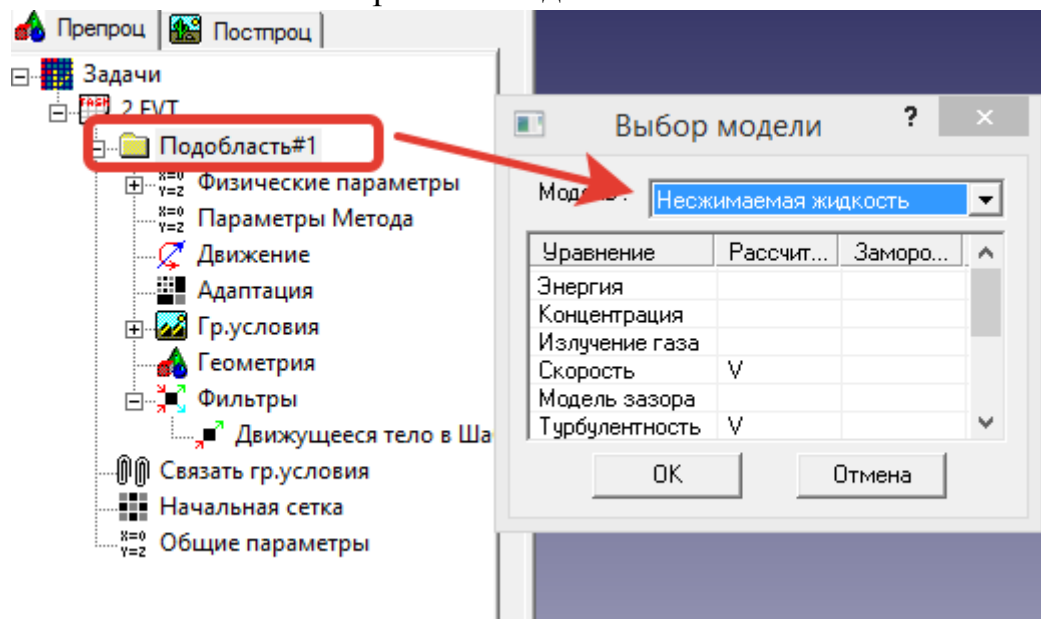 Препроц Постпроц
Задачи
2 FVT
Подобласть#1
Физические параметры
Параметры Метода
Движение
Адаптация
Гр.условия
Геометрия
Фильтры
Движущееся тело в Ша
Связать гр.условия
Начальная сетка
Общие параметры
Выбор модели ? ×
Несжимаемая жидкость
Уравнение Рассчит... Заморо...
Энергия
Концентрация
Излучение газа
Скорость V
Модель зазора
Турбулентность V
OK Отмена